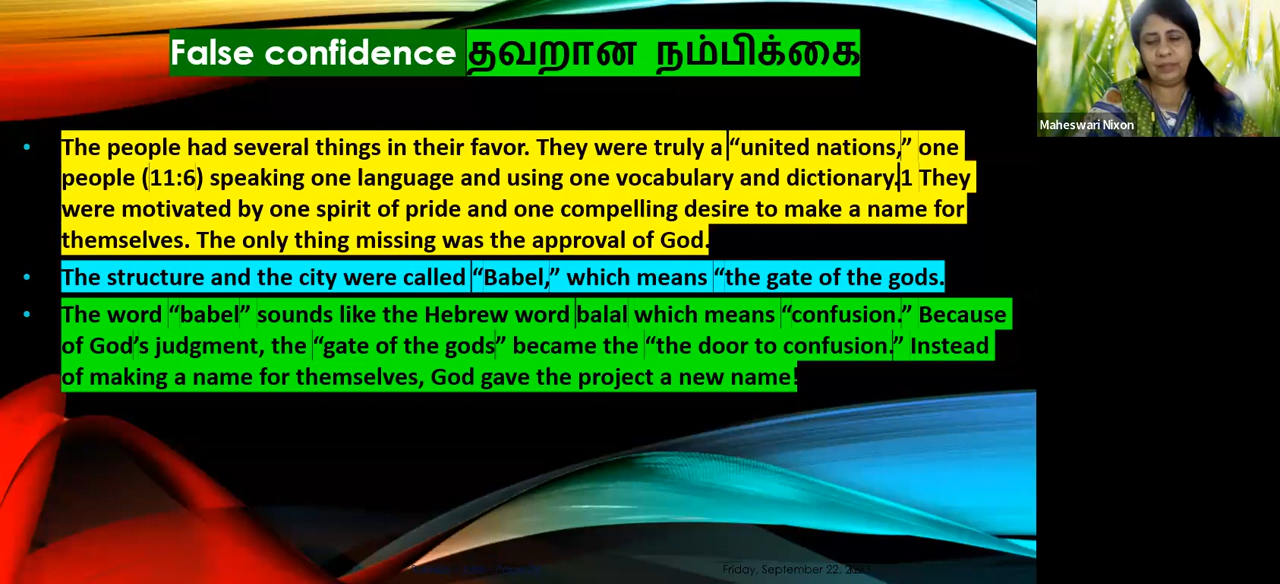 False confidence தவறான நம்பிக்கை
Maheswari Nixon
• The people had several things in their favor. They were truly a “united nations,” one
people (11:6) speaking one language and using one vocabulary and dictionary.1 They
were motivated by one spirit of pride and one compelling desire to make a name for
themselves. The only thing missing was the approval of God.
• The structure and the city were called “Babel,” which means “the gate of the gods.
• The word “babel” sounds like the Hebrew word balal which means “confusion.” Because
of God’s judgment, the “gate of the gods” became the “the door to confusion.” Instead
of making a name for themselves, God gave the project a new name!
Friday, September 22,